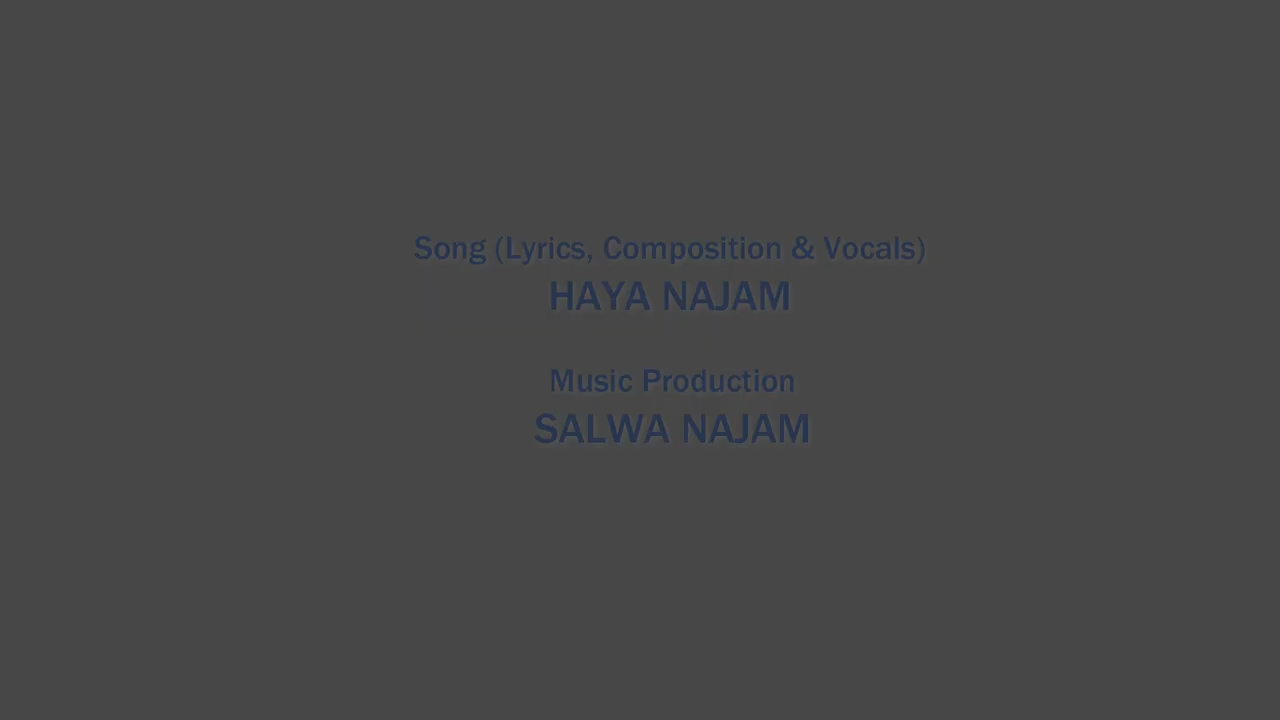 Song (Lyrics, Composition & Vocals)
HAYA NAJAM
Music Production
SALWA NAJAM